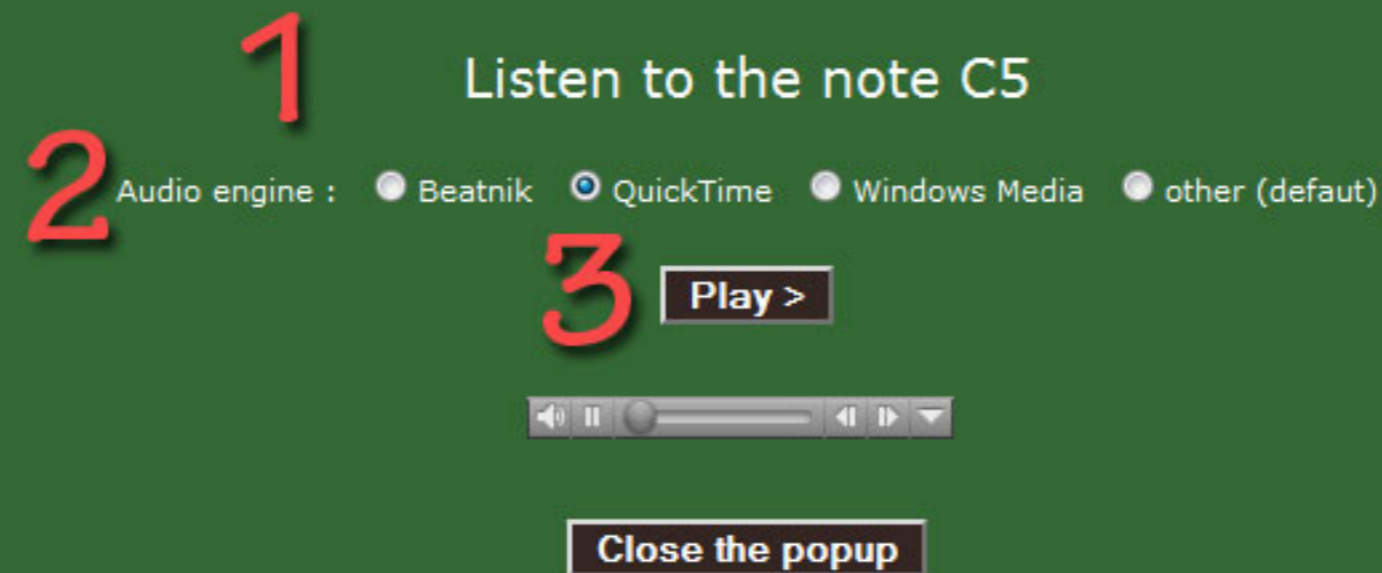 1 Listen to the note C5
2 Audio engine : Beatnik QuickTime Windows Media other (defaut)
3 Play >
Close the popup